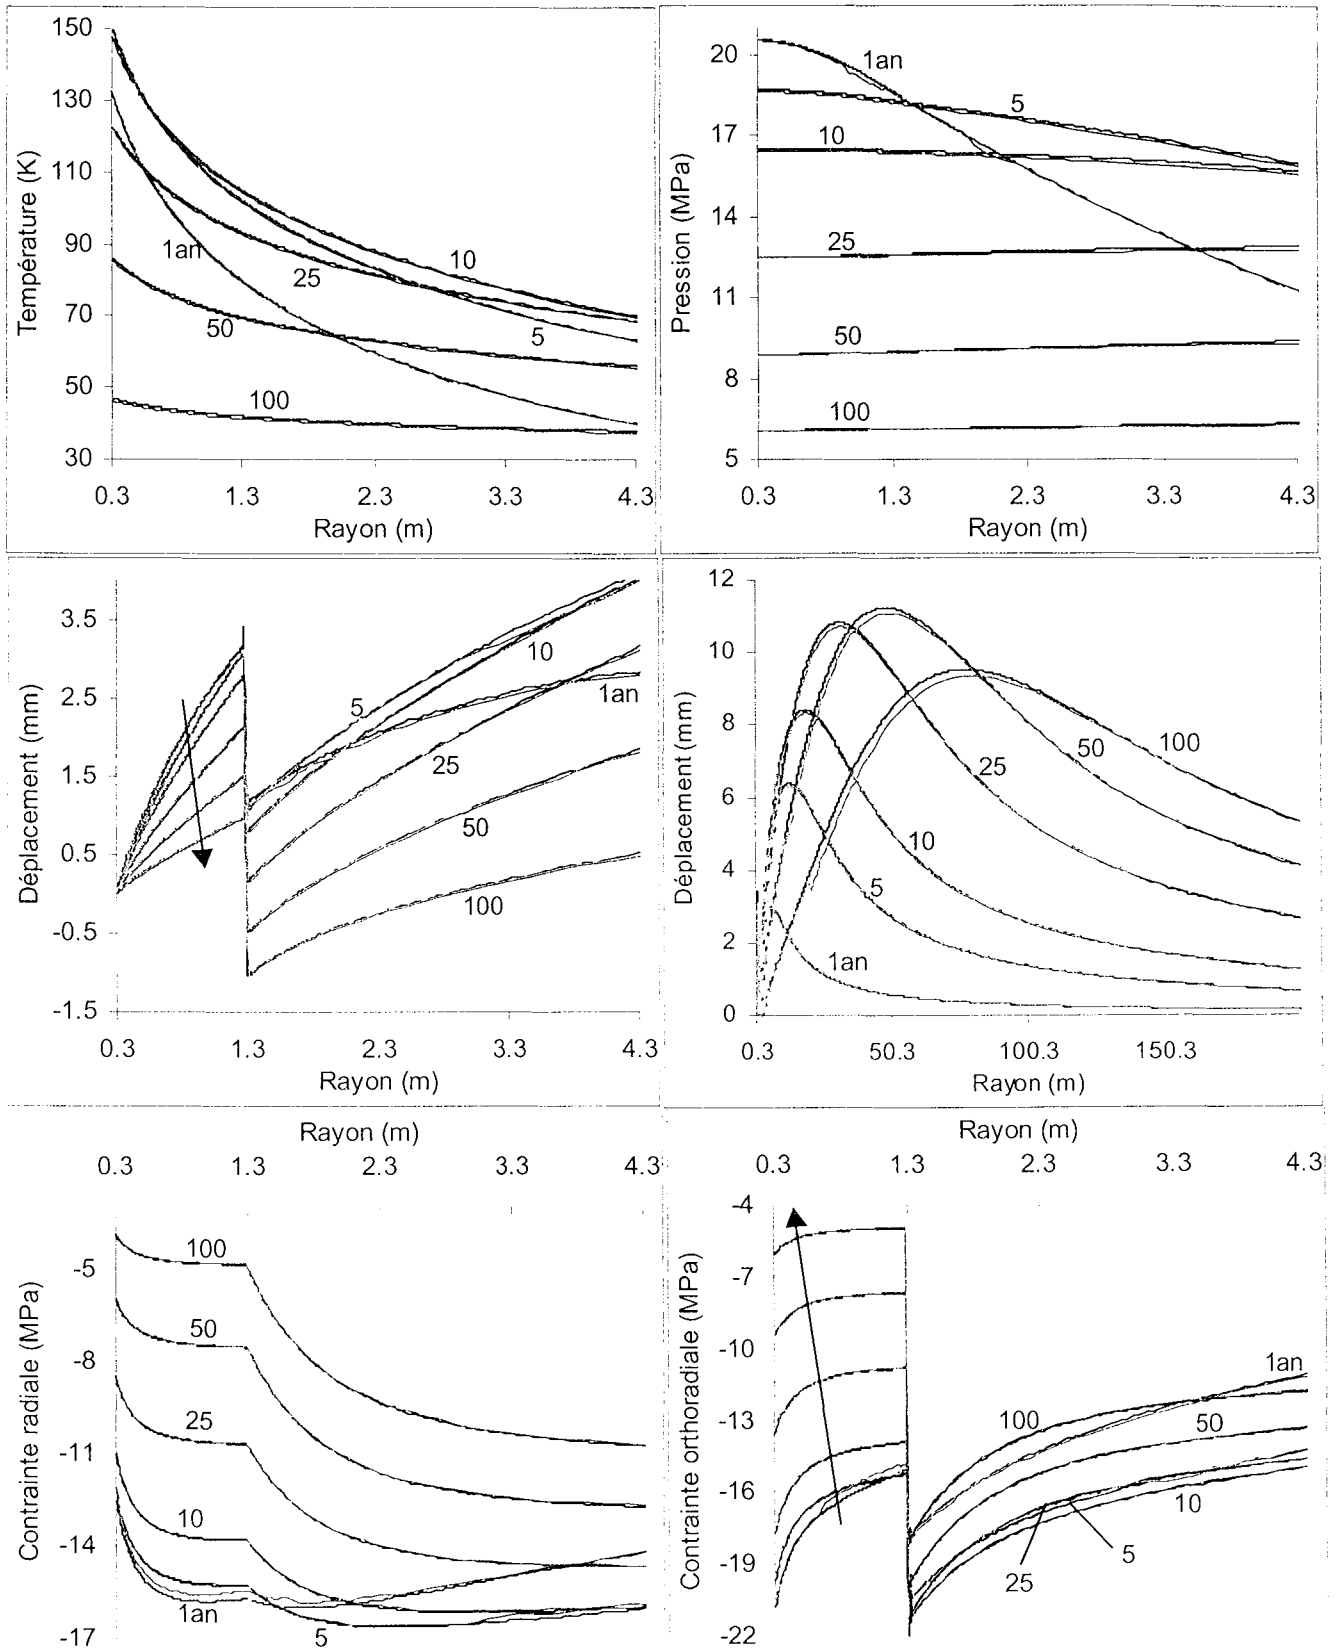 Température (K)
150
130
110
90
70
50
30
1an
25
50
100
10
5
0.3 1.3 2.3 3.3 4.3
Rayon (m)
Pression (MPa)
20
17
14
11
8
5
1an
5
10
25
50
100
0.3 1.3 2.3 3.3 4.3
Rayon (m)
Déplacement (mm)
3.5
2.5
1.5
0.5
-0.5
-1.5
5
10
1an
25
50
100
0.3 1.3 2.3 3.3 4.3
Rayon (m)
Déplacement (mm)
12
10
8
6
4
2
0
100
50
25
10
5
1an
0.3 50.3 100.3 150.3
Rayon (m)
Rayon (m)
0.3 1.3 2.3 3.3 4.3
Contrainte radiale (MPa)
-5
-8
-11
-14
-17
100
50
25
10
1an
5
Rayon (m)
0.3 1.3 2.3 3.3 4.3
Contrainte orthoradiale (MPa)
-4
-7
-10
-13
-16
-19
-22
1an
100
50
10
5
25